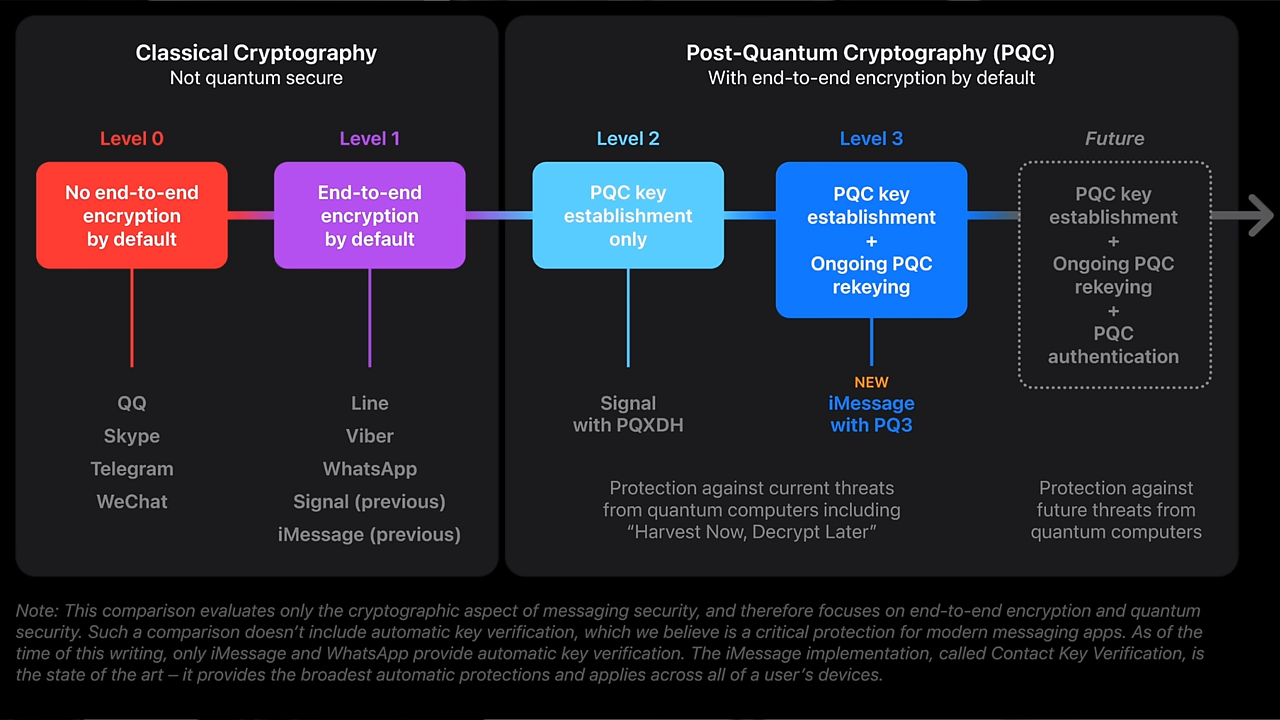 Classical Cryptography
Not quantum secure
Level 0
No end-to-end
encryption
by default
QQ
Skype
Telegram
WeChat
Level 1
End-to-end
encryption
by default
Line
Viber
WhatsApp
Signal (previous)
iMessage (previous)
Post-Quantum Cryptography (PQC)
With end-to-end encryption by default
Level 2
PQC key
establishment
only
Signal
with PQXDH
Level 3
PQC key
establishment
+
Ongoing PQC
rekeying
NEW
iMessage
with PQ3
Protection against current threats
from quantum computers including
“Harvest Now, Decrypt Later”
Future
PQC key
establishment
+
Ongoing PQC
rekeying
+
PQC
authentication
Protection against
future threats from
quantum computers
Note: This comparison evaluates only the cryptographic aspect of messaging security, and therefore focuses on end-to-end encryption and quantum
security. Such a comparison doesn’t include automatic key verification, which we believe is a critical protection for modern messaging apps. As of the
time of this writing, only iMessage and WhatsApp provide automatic key verification. The iMessage implementation, called Contact Key Verification, is
the state of the art – it provides the broadest automatic protections and applies across all of a user’s devices.